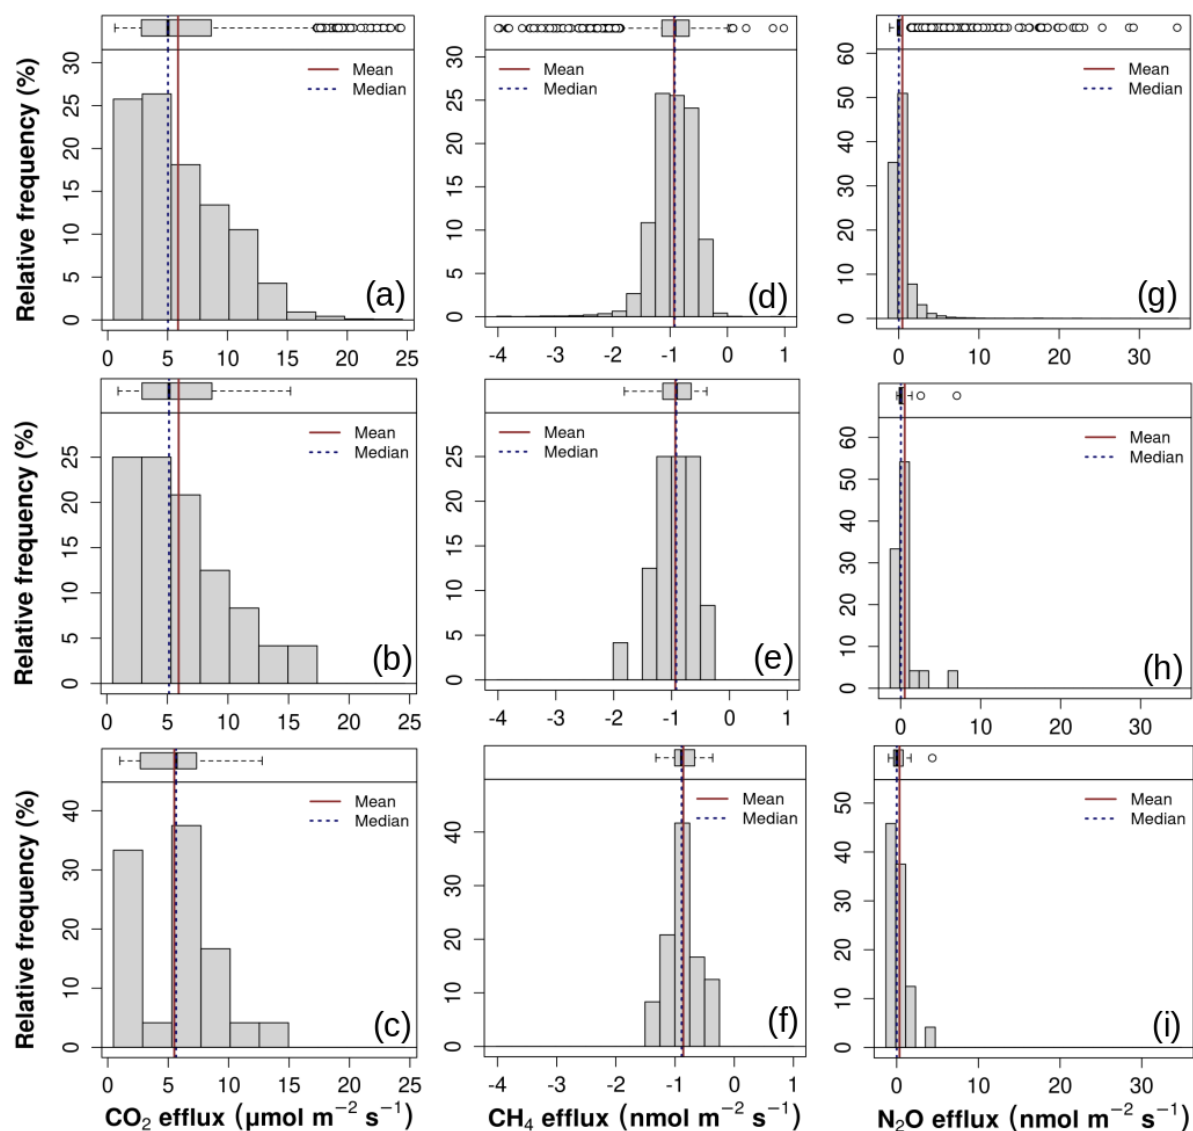 Relative frequency (%)
30
25
20
15
10
5
0
Mean
Median
(a)
0 5 10 15 20 25
30
25
20
15
10
5
0
Mean
Median
(d)
-4 -3 -2 -1 0 1
60
50
40
30
20
10
0
Mean
Median
(g)
0 10 20 30
Relative frequency (%)
25
20
15
10
5
0
Mean
Median
(b)
0 5 10 15 20 25
25
20
15
10
5
0
Mean
Median
(e)
-4 -3 -2 -1 0 1
60
50
40
30
20
10
0
Mean
Median
(h)
0 10 20 30
Relative frequency (%)
40
30
20
10
0
Mean
Median
(c)
0 5 10 15 20 25
CO₂ efflux (µmol m⁻² s⁻¹)
40
30
20
10
0
Mean
Median
(f)
-4 -3 -2 -1 0 1
CH₄ efflux (nmol m⁻² s⁻¹)
50
40
30
20
10
0
Mean
Median
(i)
0 10 20 30
N₂O efflux (nmol m⁻² s⁻¹)